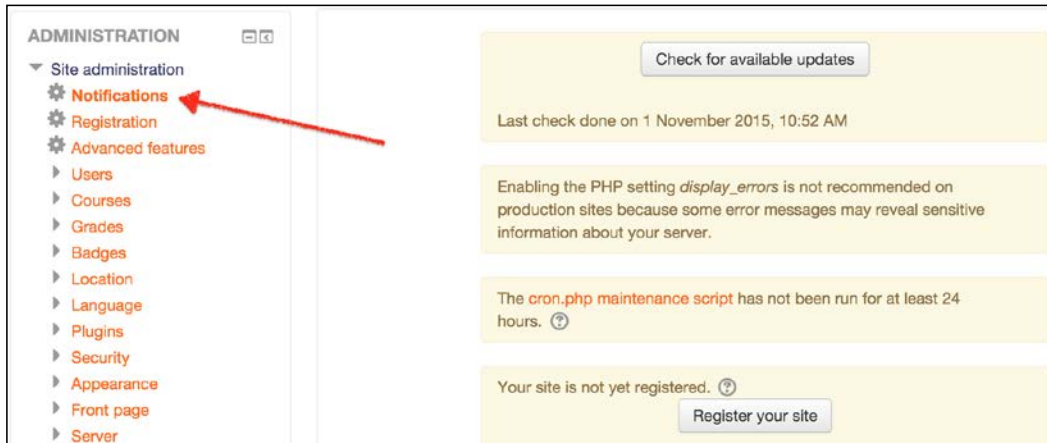 ADMINISTRATION
Site administration
Notifications
Registration
Advanced features
Users
Courses
Grades
Badges
Location
Language
Plugins
Security
Appearance
Front page
Server
Check for available updates
Last check done on 1 November 2015, 10:52 AM
Enabling the PHP setting display_errors is not recommended on
production sites because some error messages may reveal sensitive
information about your server.
The cron.php maintenance script has not been run for at least 24
hours.
Your site is not yet registered.
Register your site